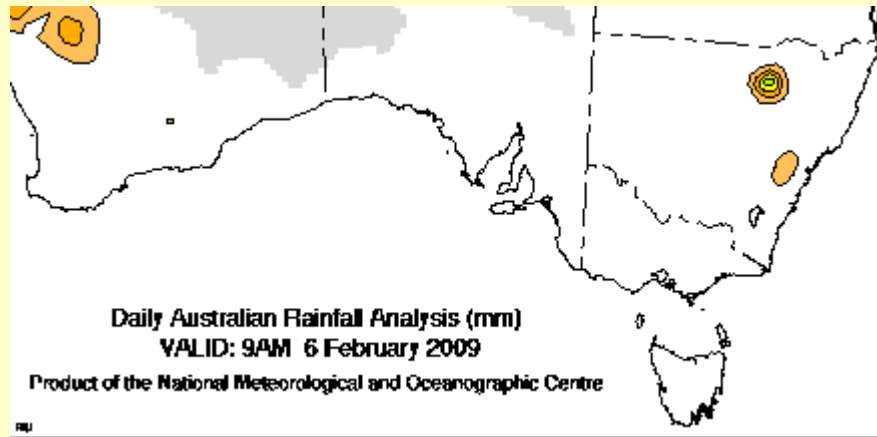 Daily Australian Rainfall Analysis (mm)
VALID: 9AM 6 February 2009
Product of the National Meteorological and Oceanographic Centre